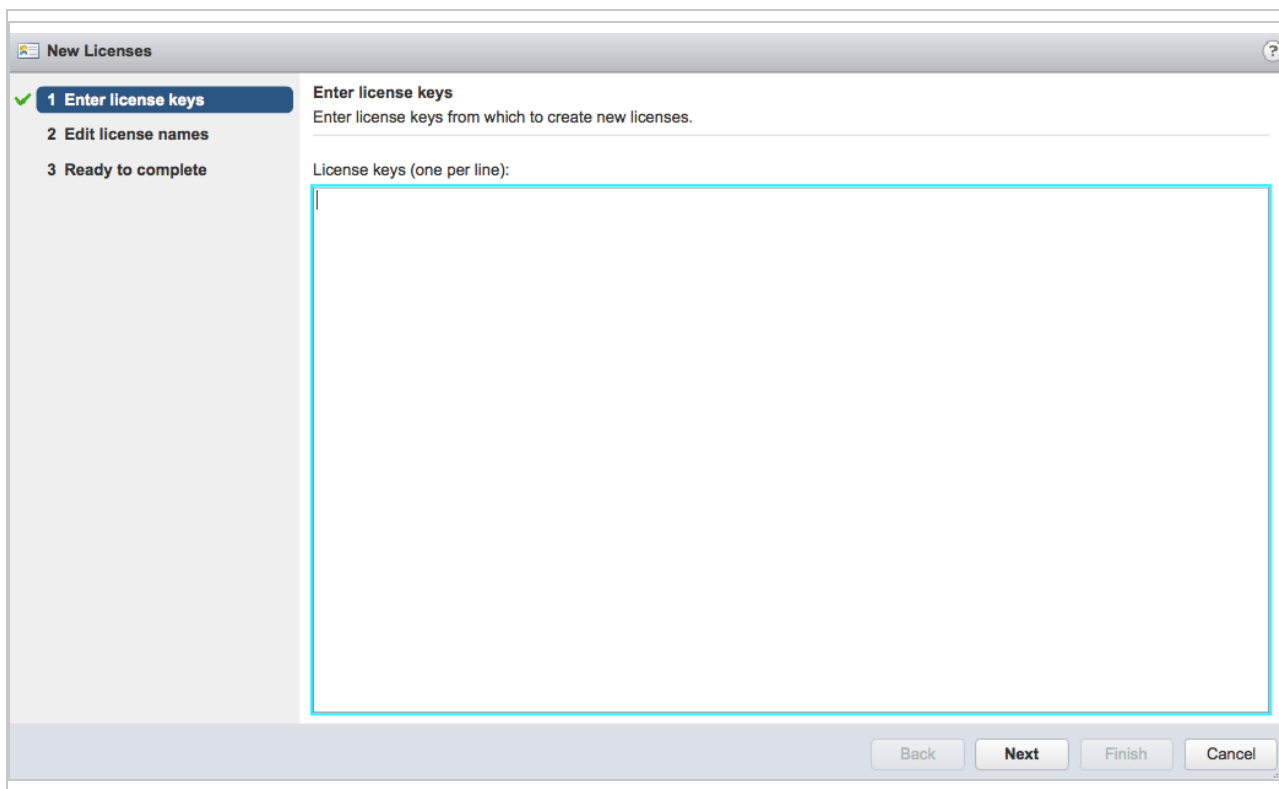 New Licenses
?
1 Enter license keys
2 Edit license names
3 Ready to complete
Enter license keys
Enter license keys from which to create new licenses.
License keys (one per line):
Back
Next
Finish
Cancel